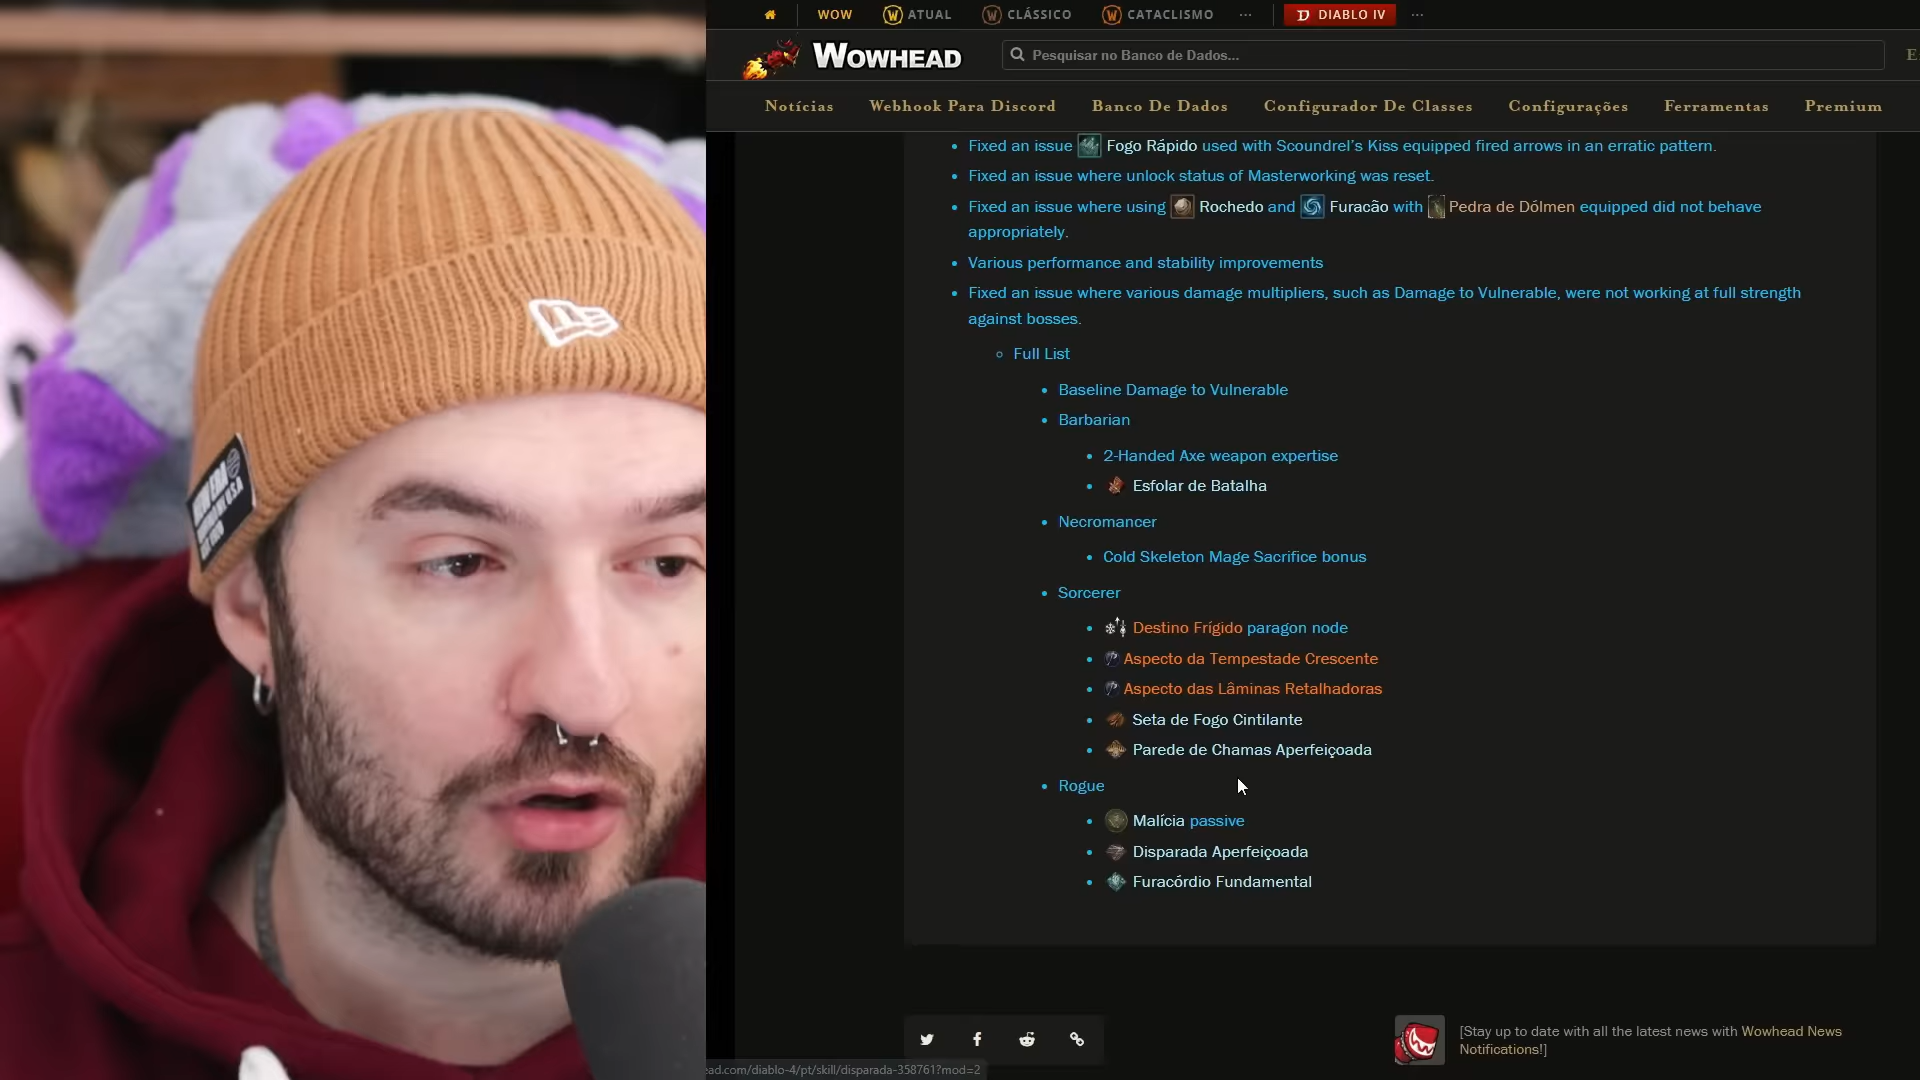 WOW
ATUAL
CLÁSSICO
CATACLISMO
...
DIABLO IV
...
WOWHEAD
Pesquisar no Banco de Dados...
Notícias
Webhook Para Discord
Banco De Dados
Configurador De Classes
Configurações
Ferramentas
Premium
Fixed an issue Fogo Rápido used with Scoundrel's Kiss equipped fired arrows in an erratic pattern.
Fixed an issue where unlock status of Masterworking was reset.
Fixed an issue where using Rochedo and Furacão with Pedra de Dólmen equipped did not behave
appropriately.
Various performance and stability improvements
Fixed an issue where various damage multipliers, such as Damage to Vulnerable, were not working at full strength
against bosses.
Full List
Baseline Damage to Vulnerable
Barbarian
2-Handed Axe weapon expertise
Esfolar de Batalha
Necromancer
Cold Skeleton Mage Sacrifice bonus
Sorcerer
Destino Frígido paragon node
Aspecto da Tempestade Crescente
Aspecto das Lâminas Retalhadoras
Seta de Fogo Cintilante
Parede de Chamas Aperfeiçoada
Rogue
Malícia passive
Disparada Aperfeiçoada
Furacórdio Fundamental
[Stay up to date with all the latest news with Wowhead News
Notifications!]
ead.com/diablo-4/pt/skill/disparada-358761?mod=2